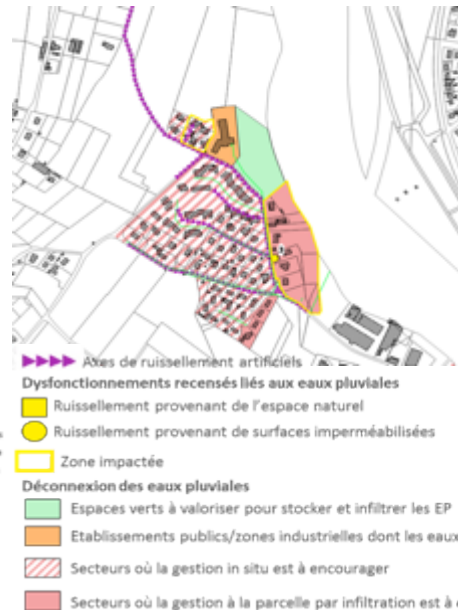 Axes de ruissellement artificiels
Dysfonctionnements recensés liés aux eaux pluviales
Ruissellement provenant de l'espace naturel
Ruissellement provenant de surfaces imperméabilisées
Zone impactée
Déconnexion des eaux pluviales
Espaces verts à valoriser pour stocker et infiltrer les EP
Etablissements publics/zones industrielles dont les eaux
Secteurs où la gestion in situ est à encourager
Secteurs où la gestion à la parcelle par infiltration est à